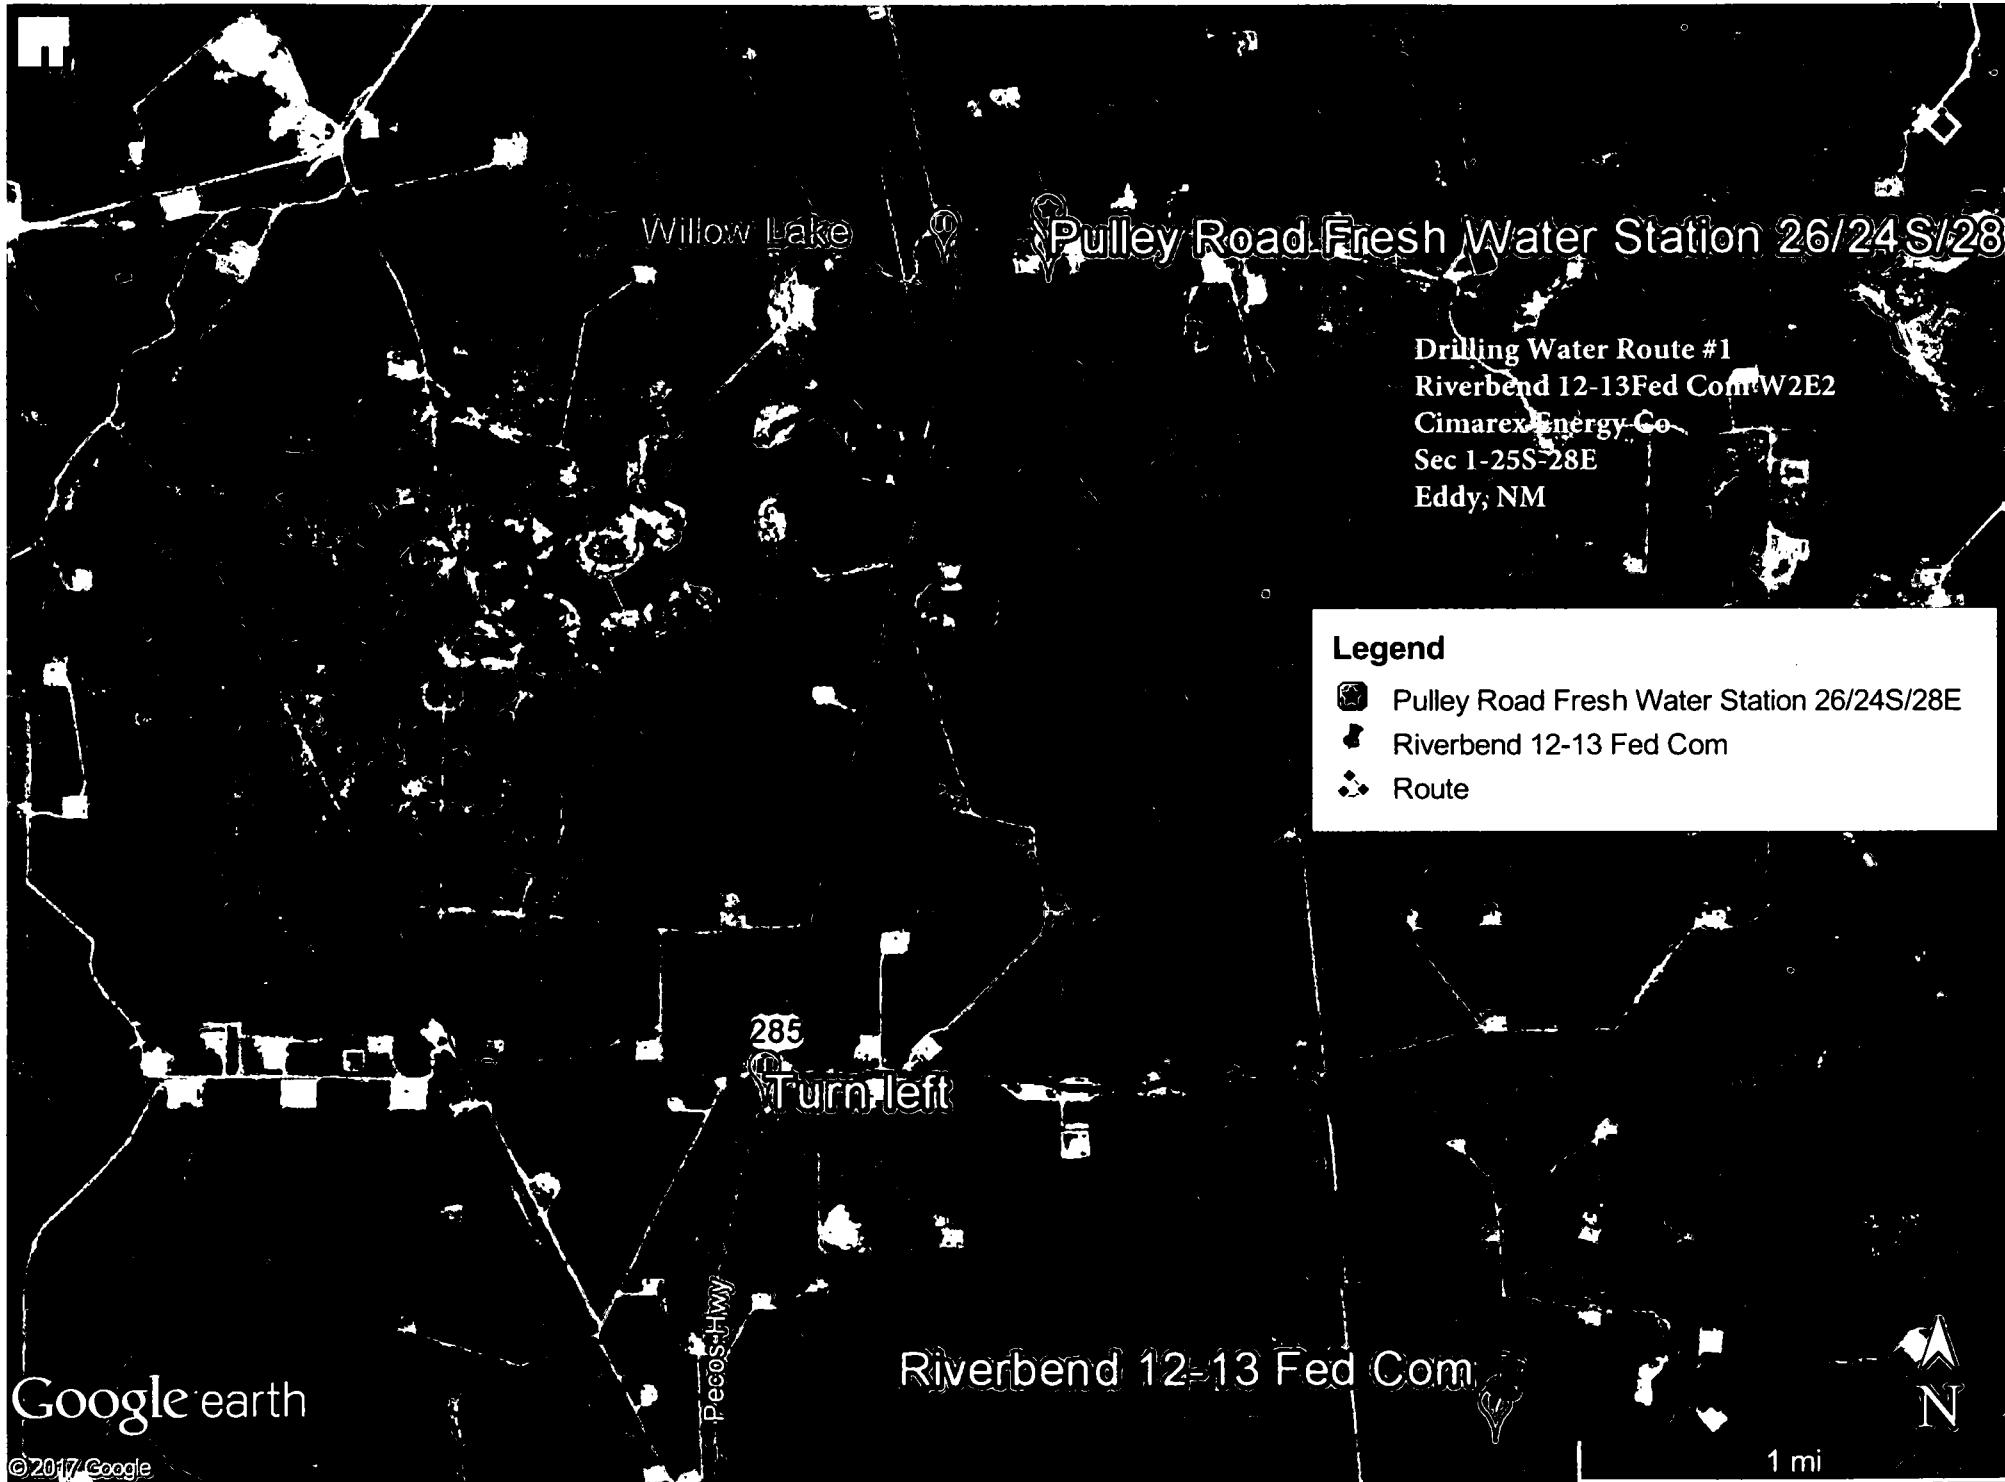 Willow Lake
Pulley Road Fresh Water Station 26/24S/28
Drilling Water Route #1
Riverbend 12-13Fed Com W2E2
Cimarex Energy Co
Sec 1-25S-28E
Eddy, NM
Legend
Pulley Road Fresh Water Station 26/24S/28E
Riverbend 12-13 Fed Com
Route
285
Turn left
Pecos Hwy
Riverbend 12-13 Fed Com
Google earth
N
©2017 Google
1 mi